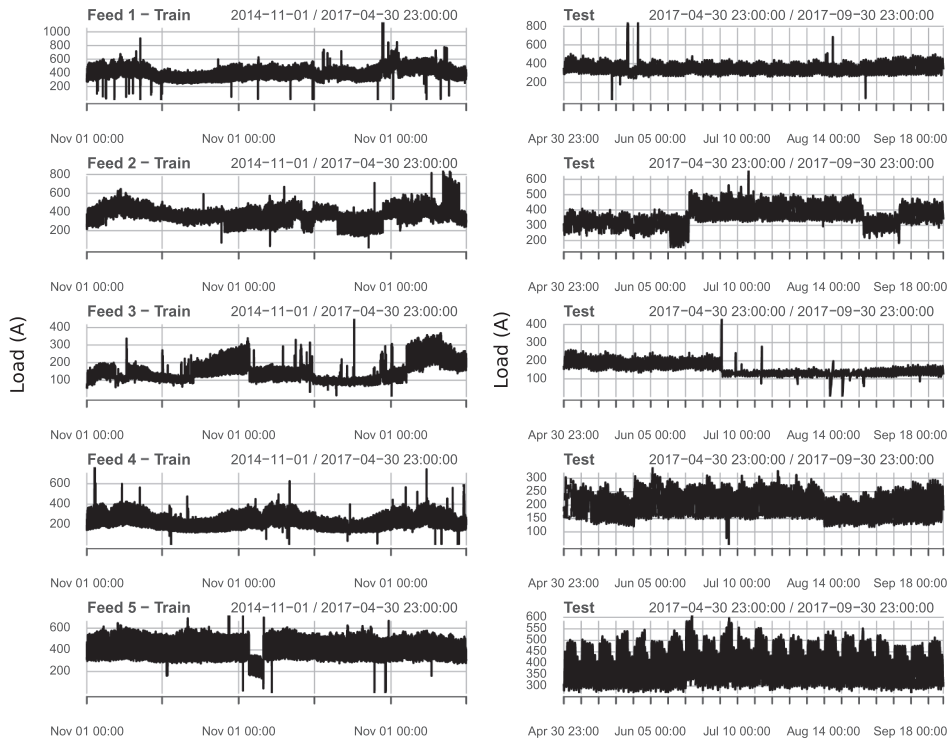 Feed 1 − Train 2014−11−01 / 2017−04−30 23:00:00
1000
800
600
400
200
Nov 01 00:00 Nov 01 00:00 Nov 01 00:00
Test 2017−04−30 23:00:00 / 2017−09−30 23:00:00
800
600
400
200
Apr 30 23:00 Jun 05 00:00 Jul 10 00:00 Aug 14 00:00 Sep 18 00:00
Feed 2 − Train 2014−11−01 / 2017−04−30 23:00:00
800
600
400
200
Nov 01 00:00 Nov 01 00:00 Nov 01 00:00
Test 2017−04−30 23:00:00 / 2017−09−30 23:00:00
600
500
400
300
200
Apr 30 23:00 Jun 05 00:00 Jul 10 00:00 Aug 14 00:00 Sep 18 00:00
Load (A)
Feed 3 − Train 2014−11−01 / 2017−04−30 23:00:00
400
300
200
100
Nov 01 00:00 Nov 01 00:00 Nov 01 00:00
Load (A)
Test 2017−04−30 23:00:00 / 2017−09−30 23:00:00
400
300
200
100
Apr 30 23:00 Jun 05 00:00 Jul 10 00:00 Aug 14 00:00 Sep 18 00:00
Feed 4 − Train 2014−11−01 / 2017−04−30 23:00:00
600
400
200
Nov 01 00:00 Nov 01 00:00 Nov 01 00:00
Test 2017−04−30 23:00:00 / 2017−09−30 23:00:00
300
250
200
150
100
Apr 30 23:00 Jun 05 00:00 Jul 10 00:00 Aug 14 00:00 Sep 18 00:00
Feed 5 − Train 2014−11−01 / 2017−04−30 23:00:00
600
400
200
Nov 01 00:00 Nov 01 00:00 Nov 01 00:00
Test 2017−04−30 23:00:00 / 2017−09−30 23:00:00
600
550
500
450
400
350
300
Apr 30 23:00 Jun 05 00:00 Jul 10 00:00 Aug 14 00:00 Sep 18 00:00